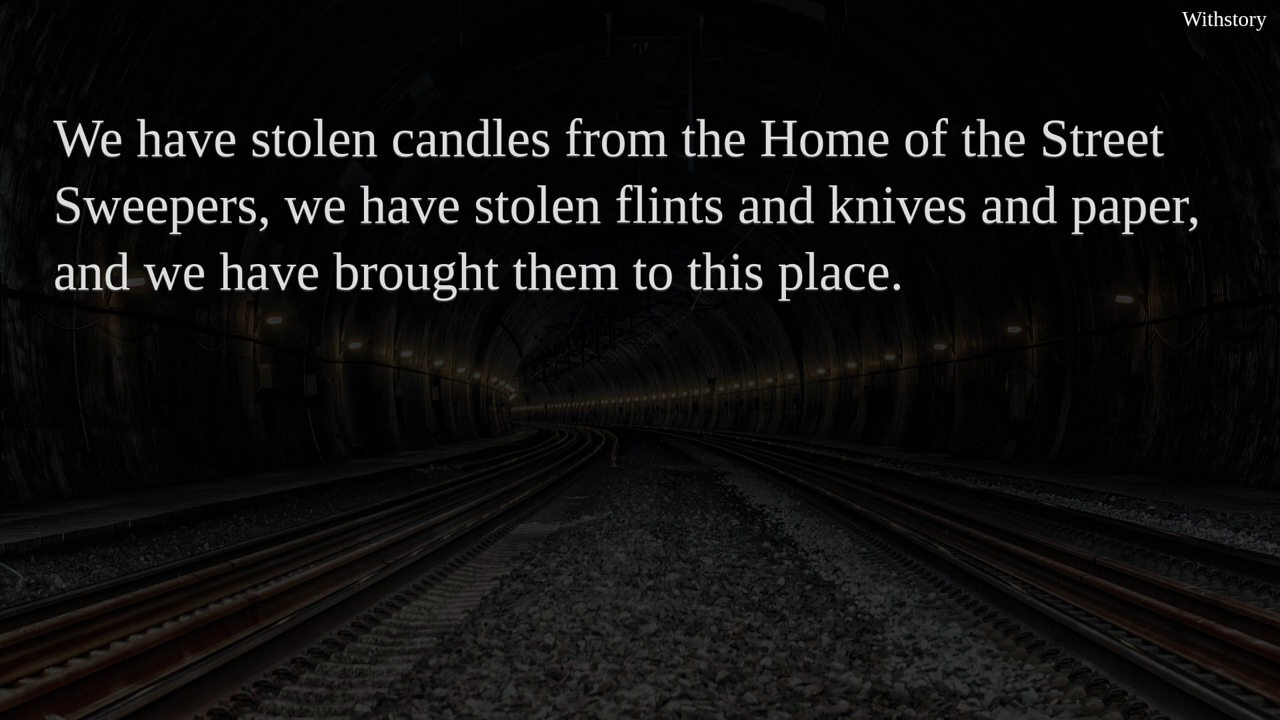 Withstory
We have stolen candles from the Home of the Street
Sweepers, we have stolen flints and knives and paper,
and we have brought them to this place.